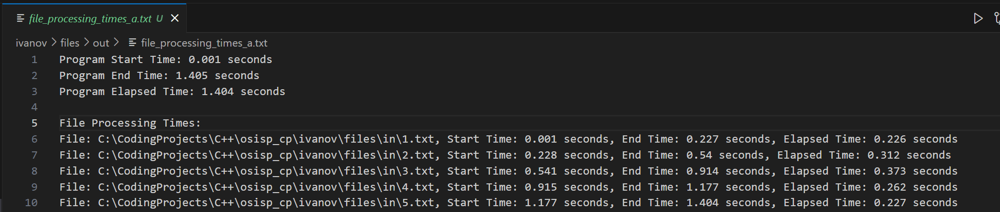 file_processing_times_a.txt U
ivanov > files > out > file_processing_times_a.txt
1 Program Start Time: 0.001 seconds
2 Program End Time: 1.405 seconds
3 Program Elapsed Time: 1.404 seconds
4
5 File Processing Times:
6 File: C:\CodingProjects\C++\osisp_cp\ivanov\files\in\1.txt, Start Time: 0.001 seconds, End Time: 0.227 seconds, Elapsed Time: 0.226 seconds
7 File: C:\CodingProjects\C++\osisp_cp\ivanov\files\in\2.txt, Start Time: 0.228 seconds, End Time: 0.54 seconds, Elapsed Time: 0.312 seconds
8 File: C:\CodingProjects\C++\osisp_cp\ivanov\files\in\3.txt, Start Time: 0.541 seconds, End Time: 0.914 seconds, Elapsed Time: 0.373 seconds
9 File: C:\CodingProjects\C++\osisp_cp\ivanov\files\in\4.txt, Start Time: 0.915 seconds, End Time: 1.177 seconds, Elapsed Time: 0.262 seconds
10 File: C:\CodingProjects\C++\osisp_cp\ivanov\files\in\5.txt, Start Time: 1.177 seconds, End Time: 1.404 seconds, Elapsed Time: 0.227 seconds